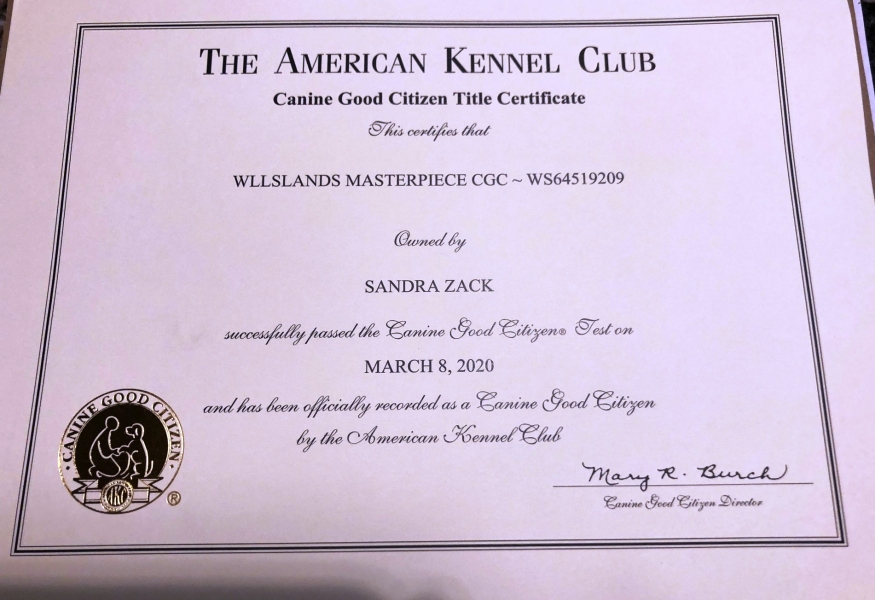 THE AMERICAN KENNEL CLUB
Canine Good Citizen Title Certificate
This certifies that
WLLSLANDS MASTERPIECE CGC ~ WS64519209
Owned by
SANDRA ZACK
successfully passed the Canine Good Citizen® Test on
MARCH 8, 2020
and has been officially recorded as a Canine Good Citizen
by the American Kennel Club
CANINE GOOD CITIZEN
AKC
®
Mary R. Burch
Canine Good Citizen Director